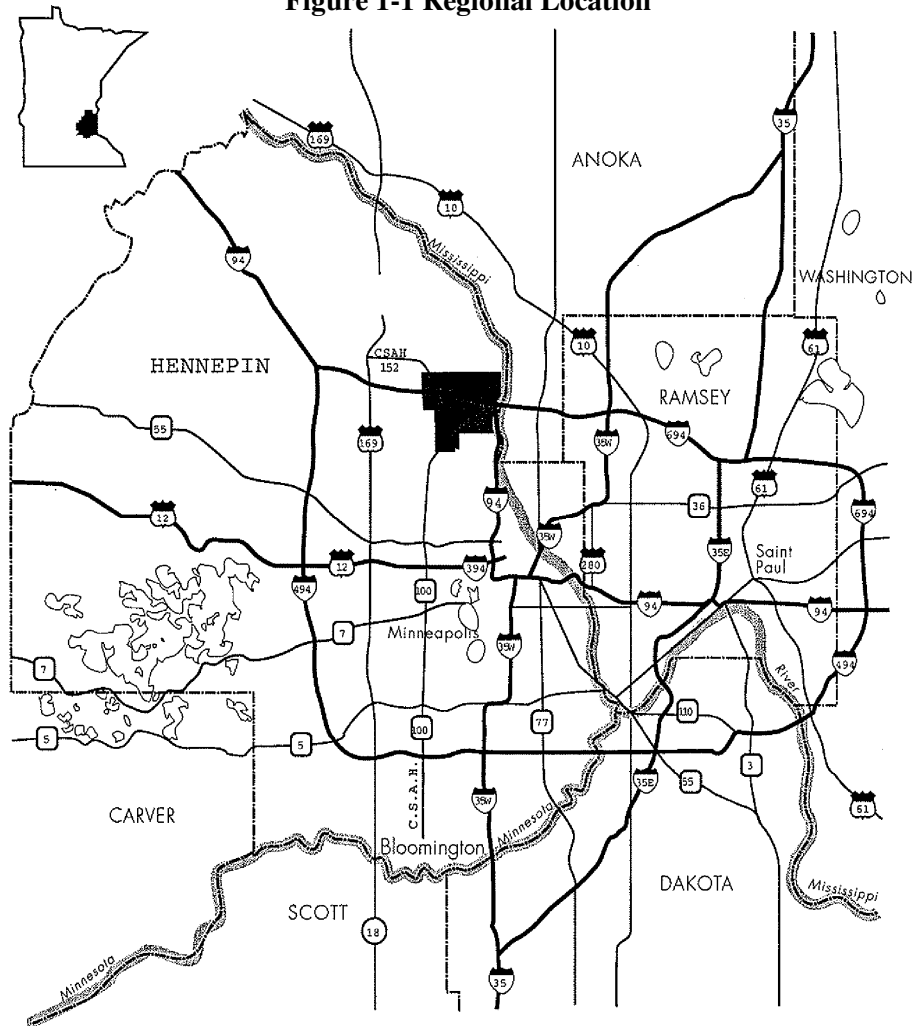 Figure 1-1 Regional Location
35
169
ANOKA
10
Mississippi
94
WASHINGTON
10
61
CSAH
152
HENNEPIN
RAMSEY
55
169
35W
694
61
12
94
36
694
35W
35E
12
394
280
Saint
Paul
494
100
94
94
7
Minneapolis
35W
7
494
River
5
5
100
77
110
C.S.A.H.
35E
55
3
CARVER
35W
Minnesota
61
Bloomington
DAKOTA
Mississippi
SCOTT
18
Minnesota
35